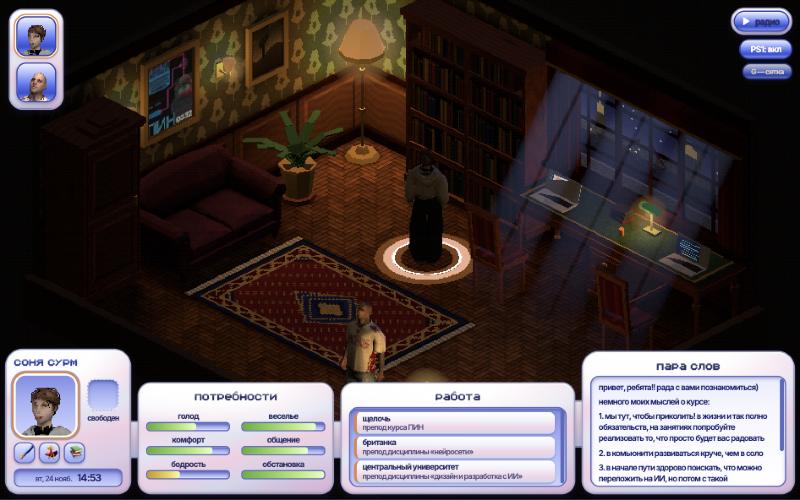 радио
PS1: вкл
G — сетка
ПИН
СОНЯ СУРМ
свободен
вт, 24 нояб. 14:53
потребности
голод
веселье
комфорт
общение
бодрость
обстановка
работа
щелочь
препод курса ПИН
британка
препод дисциплины «нейросети»
центральный университет
препод дисциплины «дизайн и разработка с ИИ»
пара слов
привет, ребята!! рада с вами познакомиться)
немного моих мыслей о курсе:
1. мы тут, чтобы приколить! в жизни и так полно
обязательств, на занятиях попробуйте
реализовать то, что просто будет вас радовать
2. в комьюнити развиваться круче, чем в соло
3. в начале пути здорово поискать, что можно
переложить на ИИ, но потом с такой